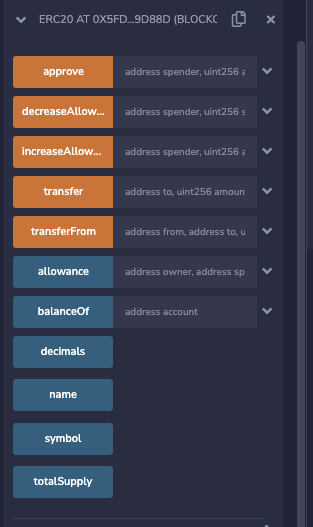 ERC20 AT 0X5FD...9D88D (BLOCKC
approve address spender, uint256 a
decreaseAllow... address spender, uint256 s
increaseAllow... address spender, uint256 a
transfer address to, uint256 amoun
transferFrom address from, address to, u
allowance address owner, address sp
balanceOf address account
decimals
name
symbol
totalSupply